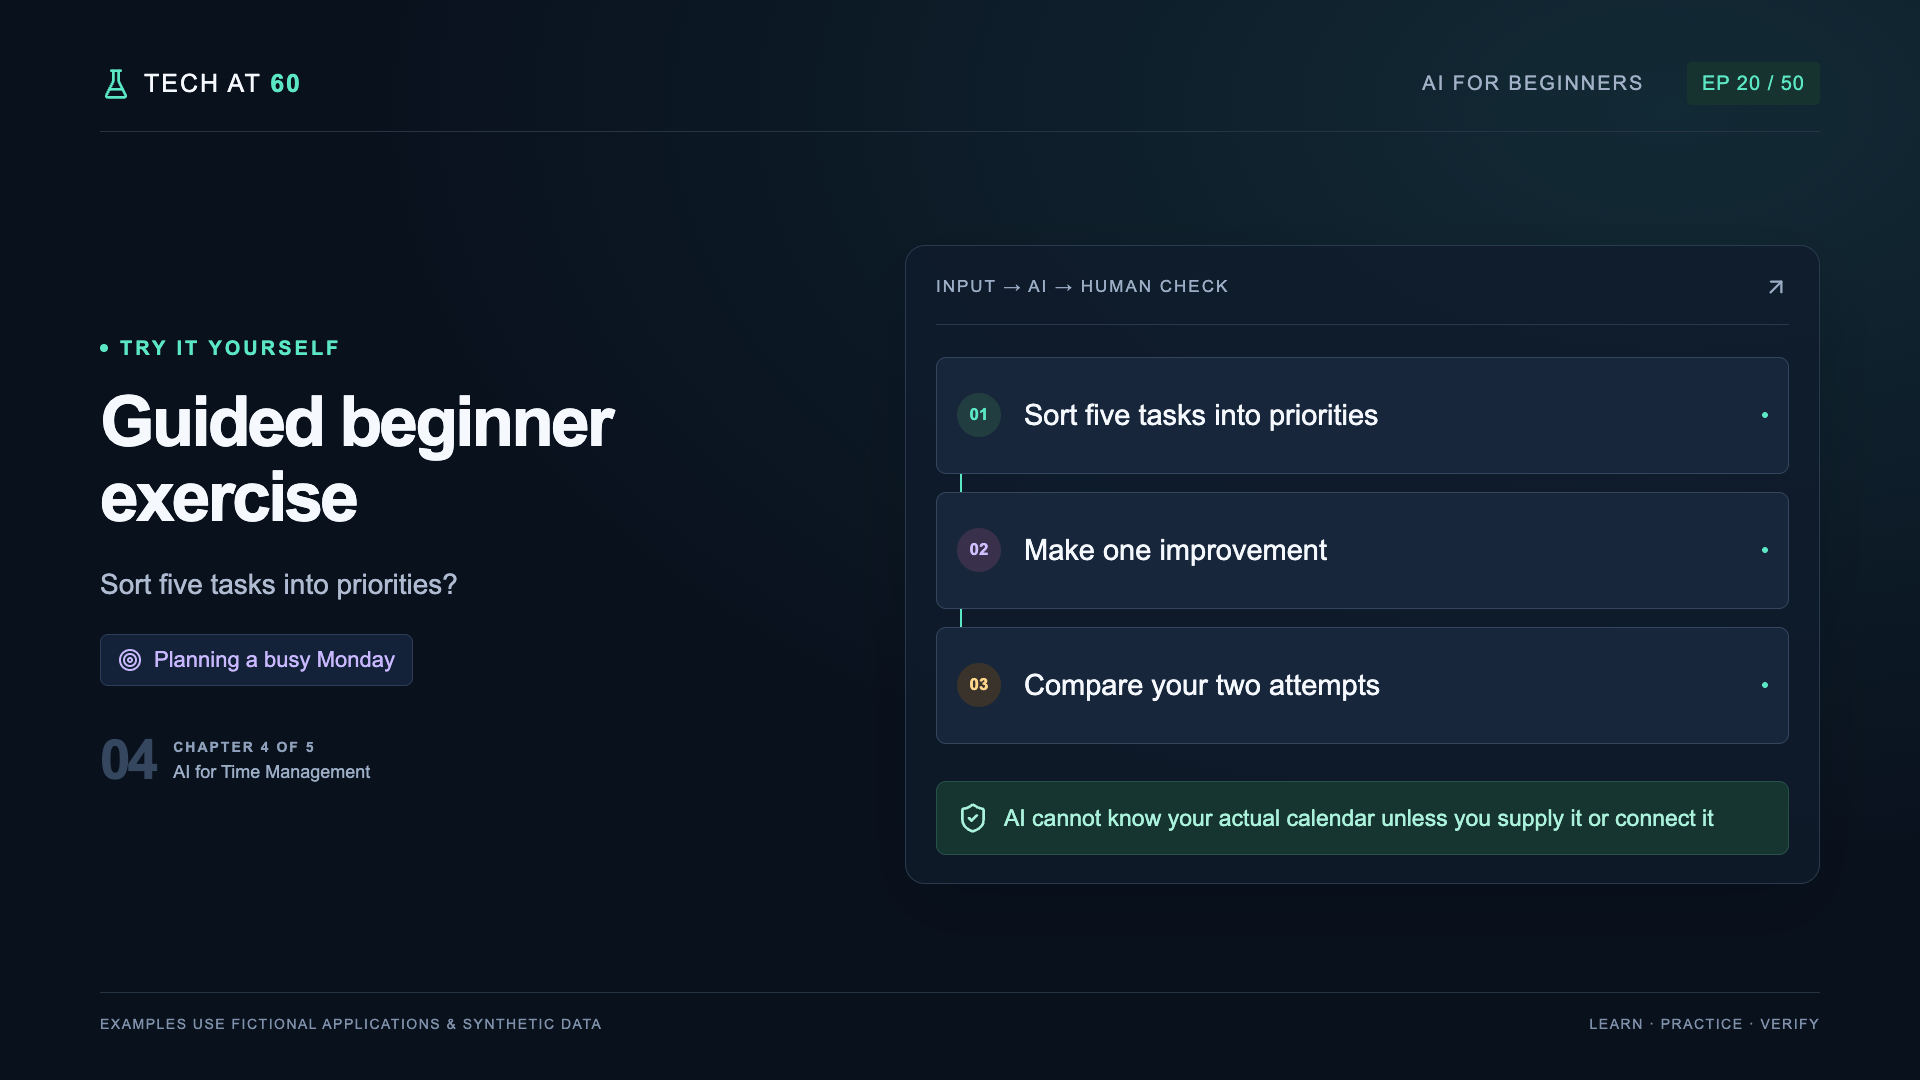 TECH AT 60
AI FOR BEGINNERS
EP 20 / 50
TRY IT YOURSELF
Guided beginner
exercise
Sort five tasks into priorities?
Planning a busy Monday
04
CHAPTER 4 OF 5
AI for Time Management
INPUT → AI → HUMAN CHECK
01
Sort five tasks into priorities
02
Make one improvement
03
Compare your two attempts
AI cannot know your actual calendar unless you supply it or connect it
EXAMPLES USE FICTIONAL APPLICATIONS & SYNTHETIC DATA
LEARN · PRACTICE · VERIFY